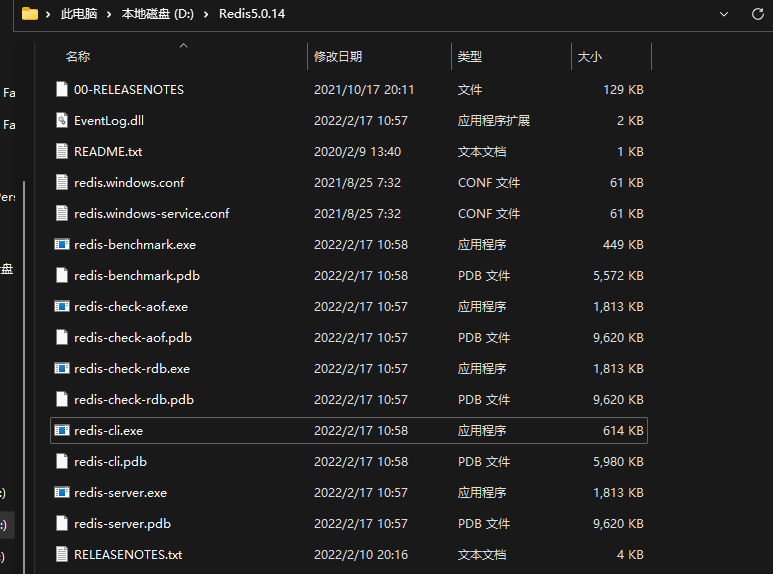 此电脑 > 本地磁盘 (D:) > Redis5.0.14
名称 修改日期 类型 大小
00-RELEASENOTES 2021/10/17 20:11 文件 129 KB
Fa
EventLog.dll 2022/2/17 10:57 应用程序扩展 2 KB
Fa
README.txt 2020/2/9 13:40 文本文档 1 KB
redis.windows.conf 2021/8/25 7:32 CONF 文件 61 KB
redis.windows-service.conf 2021/8/25 7:32 CONF 文件 61 KB
redis-benchmark.exe 2022/2/17 10:58 应用程序 449 KB
盘
redis-benchmark.pdb 2022/2/17 10:58 PDB 文件 5,572 KB
redis-check-aof.exe 2022/2/17 10:57 应用程序 1,813 KB
redis-check-aof.pdb 2022/2/17 10:57 PDB 文件 9,620 KB
redis-check-rdb.exe 2022/2/17 10:57 应用程序 1,813 KB
redis-check-rdb.pdb 2022/2/17 10:57 PDB 文件 9,620 KB
redis-cli.exe 2022/2/17 10:58 应用程序 614 KB
redis-cli.pdb 2022/2/17 10:58 PDB 文件 5,980 KB
:)
redis-server.exe 2022/2/17 10:57 应用程序 1,813 KB
:)
redis-server.pdb 2022/2/17 10:57 PDB 文件 9,620 KB
:)
RELEASENOTES.txt 2022/2/10 20:16 文本文档 4 KB